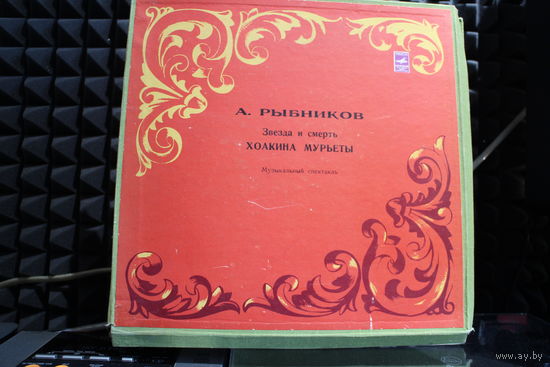 А. РЫБНИКОВ
Звезда и смерть
ХОАКИНА МУРЬЕТЫ
Музыкальный спектакль
www.ay.by